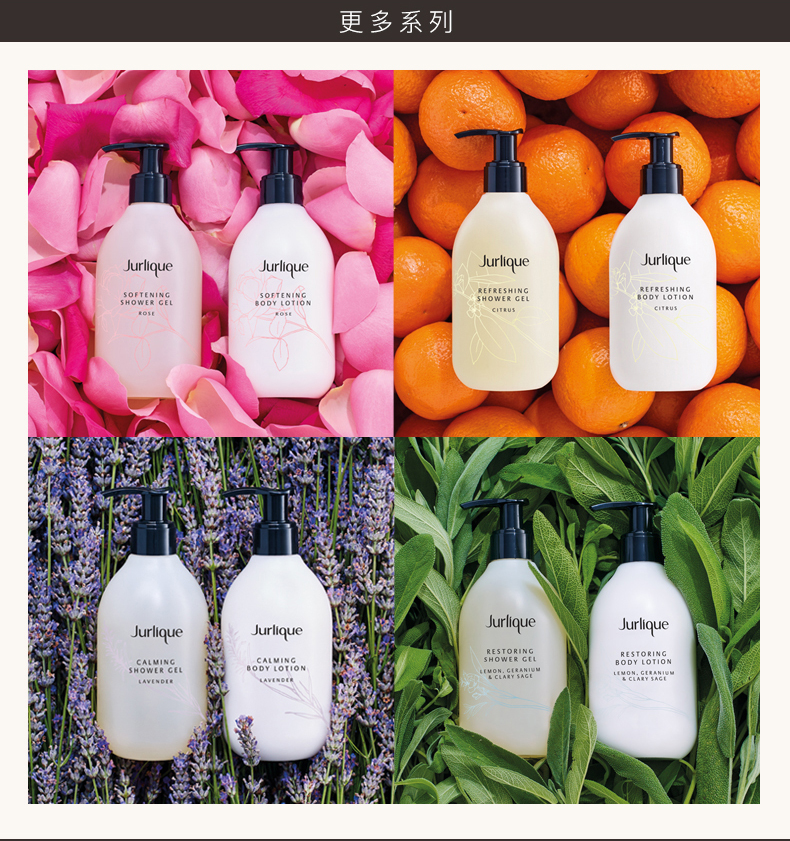 更多系列
Jurlique
SOFTENING
SHOWER GEL
ROSE
Jurlique
SOFTENING
BODY LOTION
ROSE
Jurlique
REFRESHING
SHOWER GEL
CITRUS
Jurlique
REFRESHING
BODY LOTION
CITRUS
Jurlique
CALMING
SHOWER GEL
LAVENDER
Jurlique
CALMING
BODY LOTION
LAVENDER
Jurlique
RESTORING
SHOWER GEL
LEMON, GERANIUM
& CLARY SAGE
Jurlique
RESTORING
BODY LOTION
LEMON, GERANIUM
& CLARY SAGE